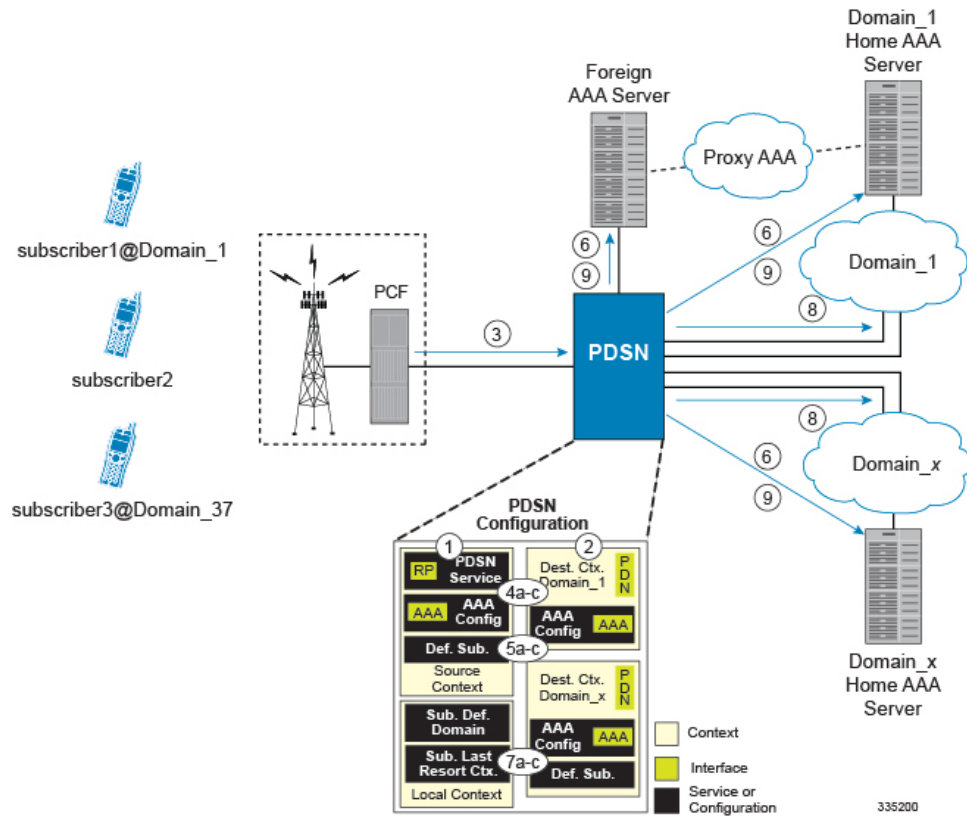 Domain_1
Home AAA
Server
Foreign
AAA Server
Proxy AAA
subscriber1@Domain_1
6
9
6
9
Domain_1
PCF
3
8
PDSN
subscriber2
8
6
9
Domain_x
subscriber3@Domain_37
PDSN
Configuration
1
RP
PDSN
Service
4a-c
AAA
AAA
Config
Def. Sub.
5a-c
Source
Context
Sub. Def.
Domain
Sub. Last
Resort Ctx.
7a-c
Local Context
2
Dest. Ctx.
Domain_1
PDN
AAA
Config
AAA
Dest. Ctx.
Domain_x
PDN
AAA
Config
AAA
Def. Sub.
Domain_x
Home AAA
Server
Context
Interface
Service or
Configuration
335200